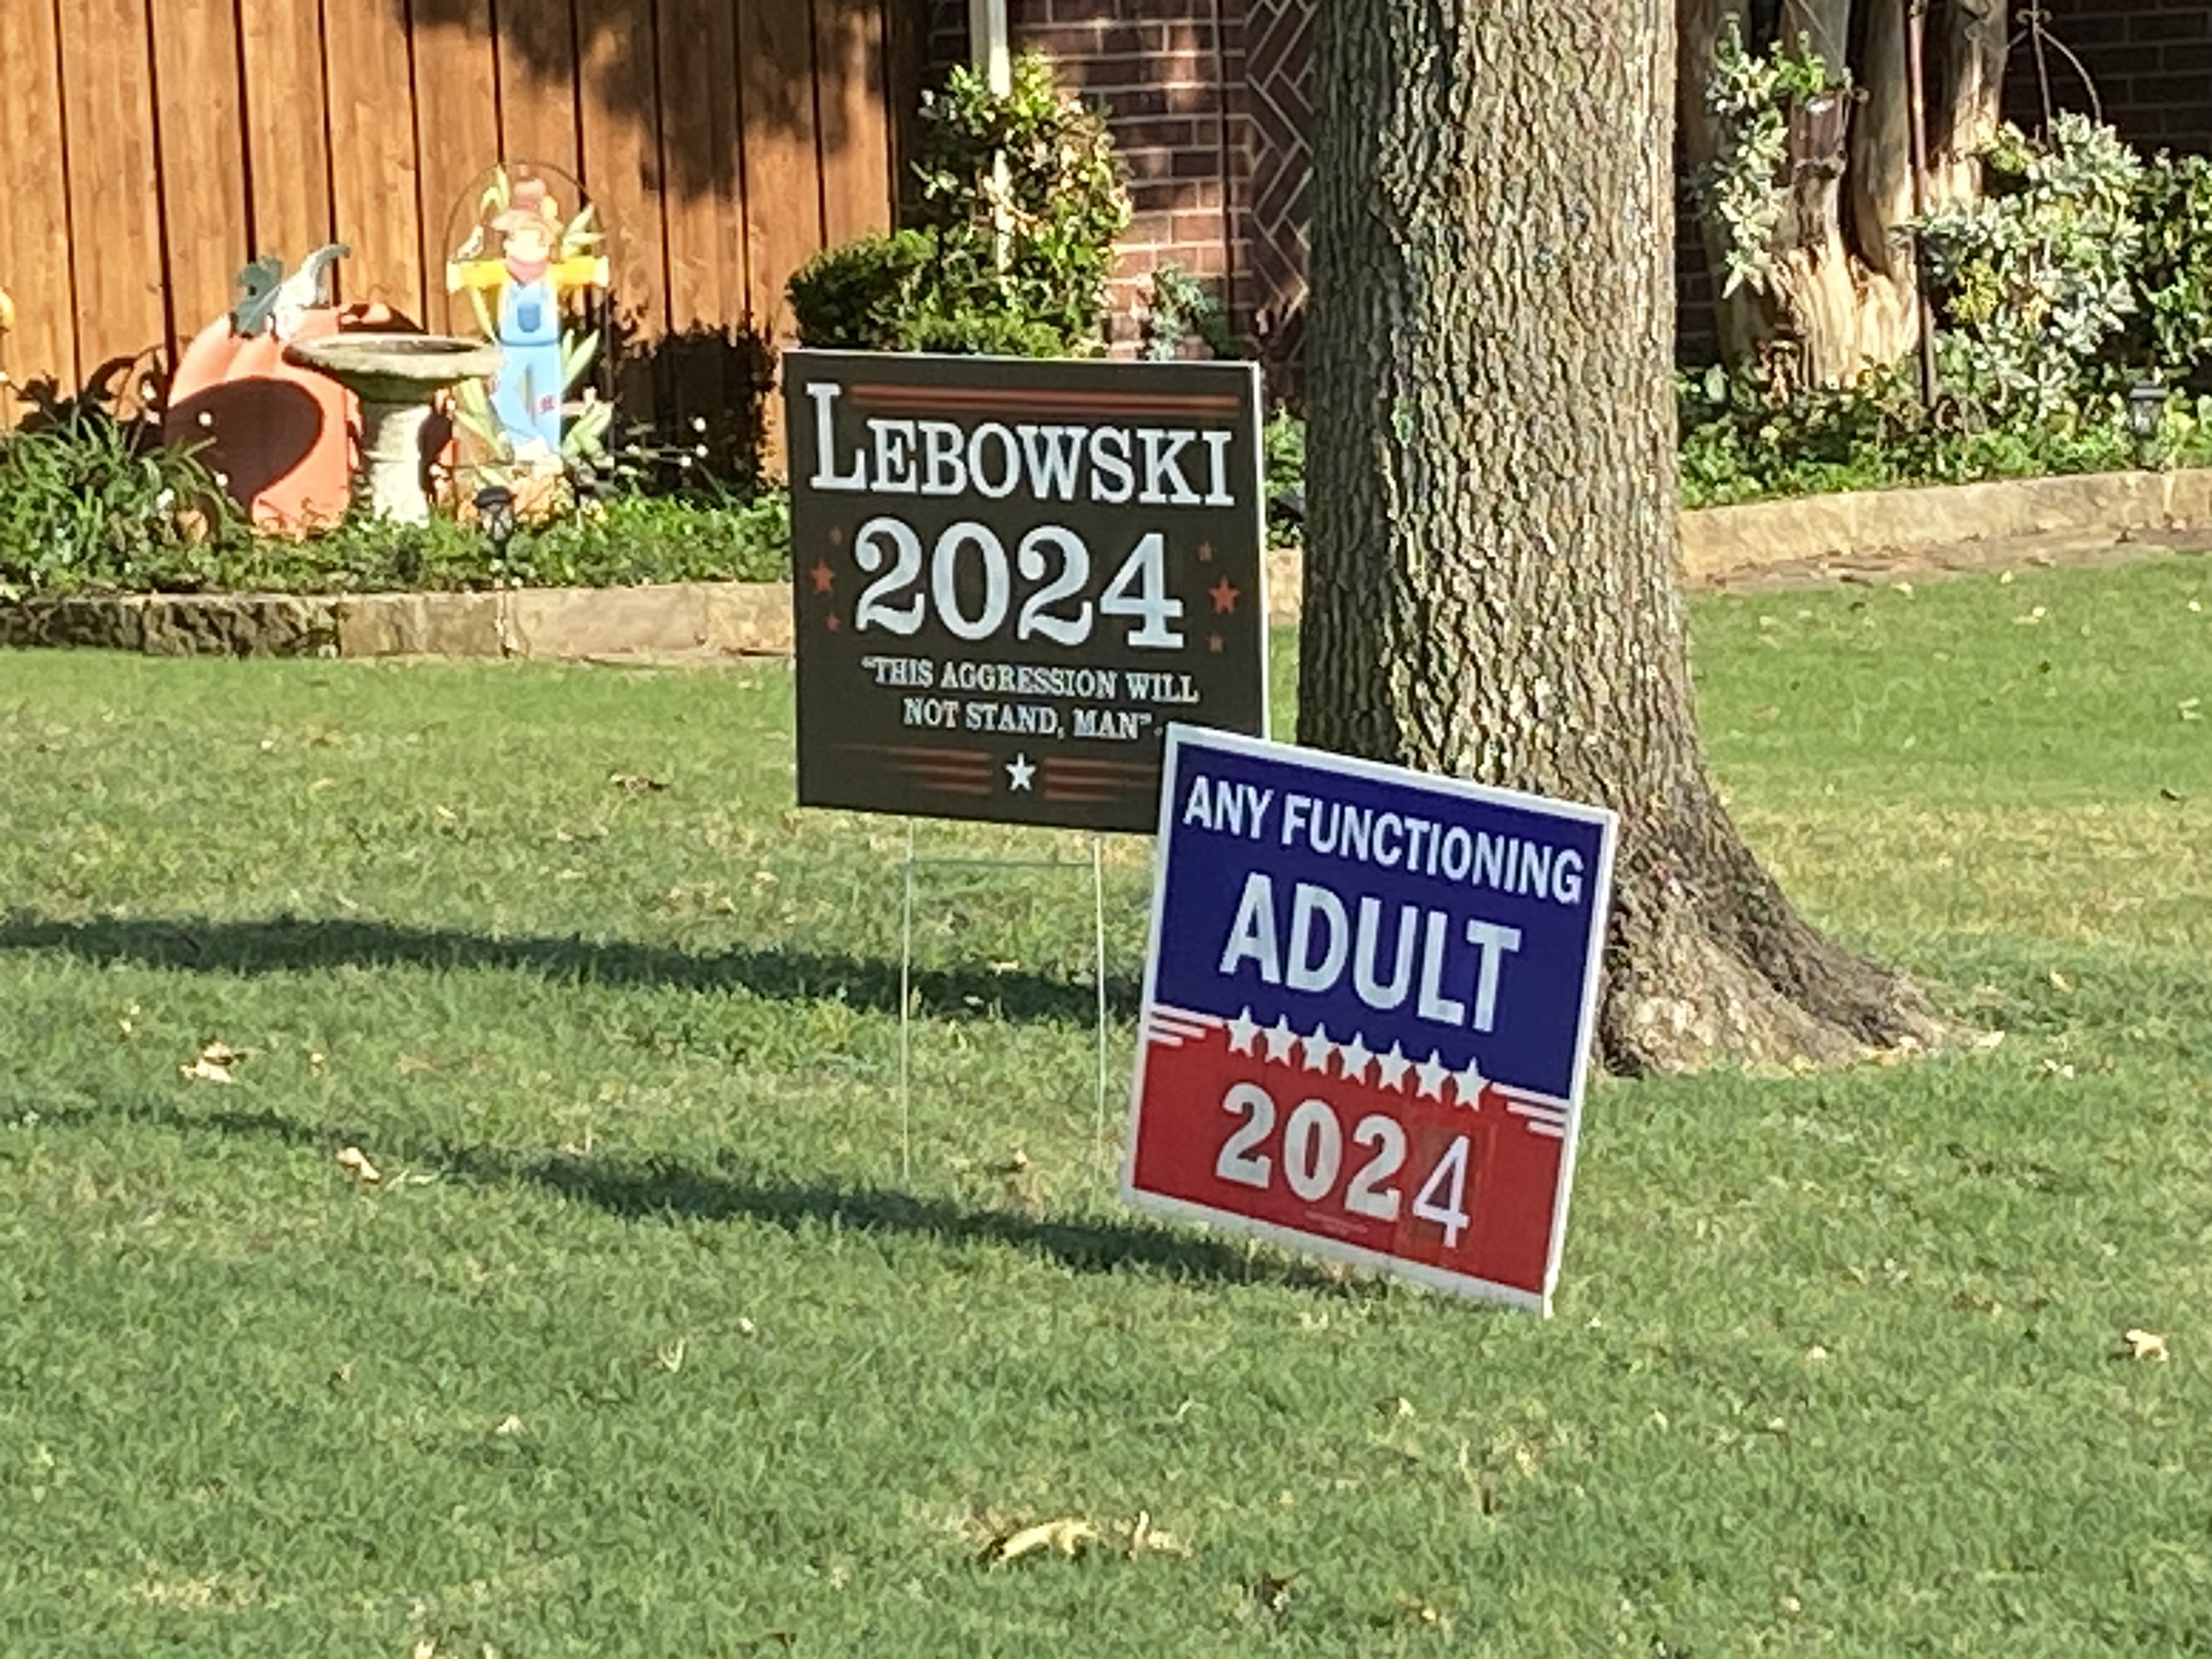 LEBOWSKI
2024
"THIS AGGRESSION WILL
NOT STAND, MAN"
ANY FUNCTIONING
ADULT
2024